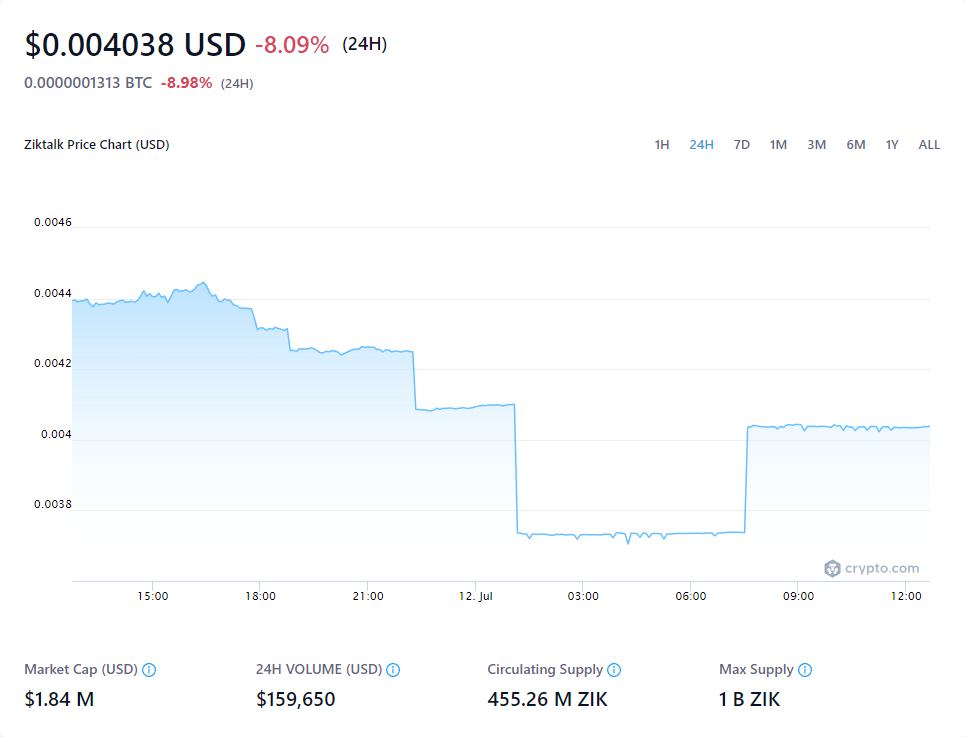 $0.004038 USD -8.09% (24H)
0.0000001313 BTC -8.98% (24H)
Ziktalk Price Chart (USD) 1H 24H 7D 1M 3M 6M 1Y ALL
0.0046
0.0044
0.0042
0.004
0.0038
crypto.com
15:00 18:00 21:00 12. Jul 03:00 06:00 09:00 12:00
Market Cap (USD) 24H VOLUME (USD) Circulating Supply Max Supply
$1.84 M $159,650 455.26 M ZIK 1 B ZIK